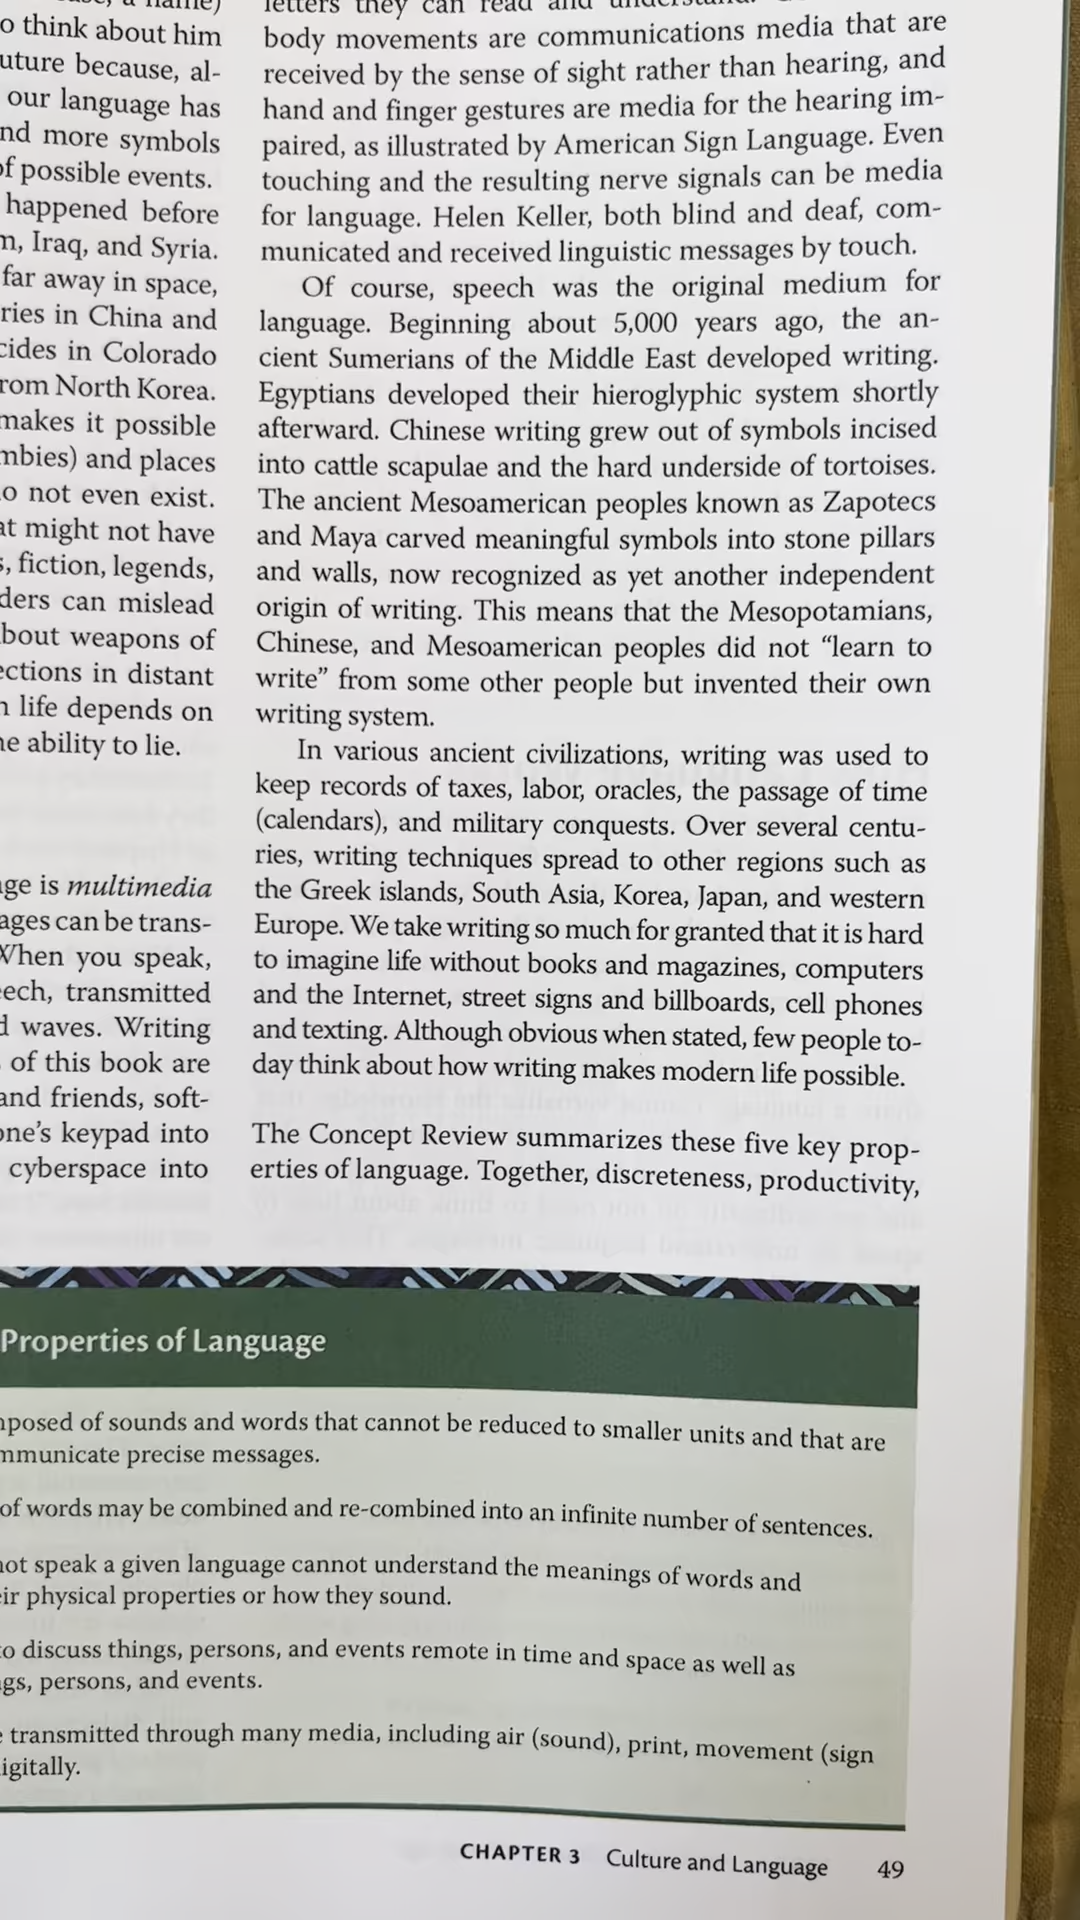 o think about him
uture because, al-
our language has
nd more symbols
of possible events.
happened before
Iraq, and Syria.
far away in space,
ries in China and
cides in Colorado
rom North Korea.
makes it possible
mbies) and places
o not even exist.
at might not have
fiction, legends,
ders can mislead
bout weapons of
ections in distant
life depends on
ability to lie.
ge is multimedia
ages can be trans-
When you speak,
eech, transmitted
waves. Writing
of this book are
and friends, soft-
one's keypad into
cyberspace into
letters they can read and understand.
body movements are communications media that are
received by the sense of sight rather than hearing, and
hand and finger gestures are media for the hearing im-
paired, as illustrated by American Sign Language. Even
touching and the resulting nerve signals can be media
for language. Helen Keller, both blind and deaf, com-
municated and received linguistic messages by touch.
Of course, speech was the original medium for
language. Beginning about 5,000 years ago, the an-
cient Sumerians of the Middle East developed writing.
Egyptians developed their hieroglyphic system shortly
afterward. Chinese writing grew out of symbols incised
into cattle scapulae and the hard underside of tortoises.
The ancient Mesoamerican peoples known as Zapotecs
and Maya carved meaningful symbols into stone pillars
and walls, now recognized as yet another independent
origin of writing. This means that the Mesopotamians,
Chinese, and Mesoamerican peoples did not “learn to
write” from some other people but invented their own
writing system.
In various ancient civilizations, writing was used to
keep records of taxes, labor, oracles, the passage of time
(calendars), and military conquests. Over several centu-
ries, writing techniques spread to other regions such as
the Greek islands, South Asia, Korea, Japan, and western
Europe. We take writing so much for granted that it is hard
to imagine life without books and magazines, computers
and the Internet, street signs and billboards, cell phones
and texting. Although obvious when stated, few people to-
day think about how writing makes modern life possible.
The Concept Review summarizes these five key prop-
erties of language. Together, discreteness, productivity,
Properties of Language
mposed of sounds and words that cannot be reduced to smaller units and that are
mmunicate precise messages.
of words may be combined and re-combined into an infinite number of sentences.
not speak a given language cannot understand the meanings of words and
eir physical properties or how they sound.
to discuss things, persons, and events remote in time and space as well as
gs, persons, and events.
transmitted through many media, including air (sound), print, movement (sign
igitally.
CHAPTER 3 Culture and Language 49